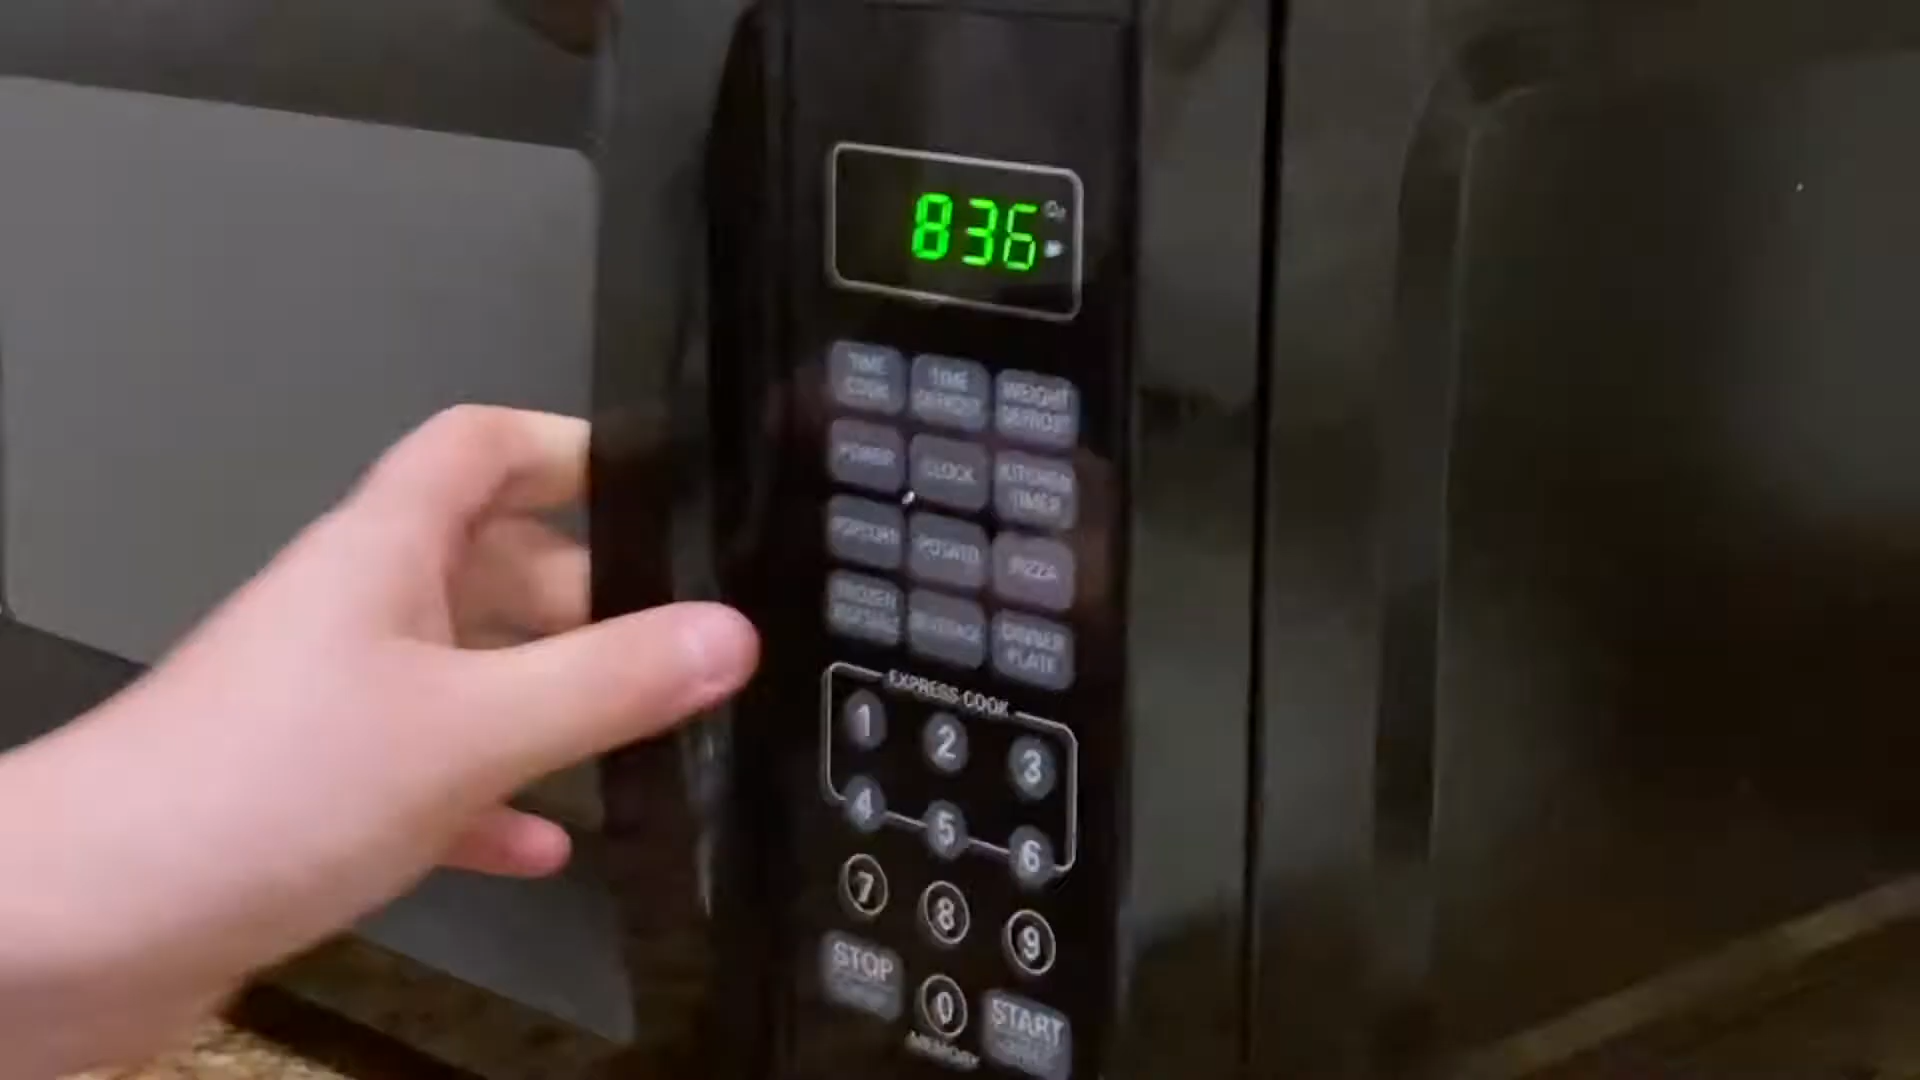 836
TIME
COOK
TIME
DEFROST
WEIGHT
DEFROST
POWER
CLOCK
KITCHEN
TIMER
POPCORN
POTATO
PIZZA
FROZEN
BEVERAGE
DINNER
PLATE
EXPRESS COOK
1
2
3
4
5
6
7
8
9
STOP
0
START
MEMORY